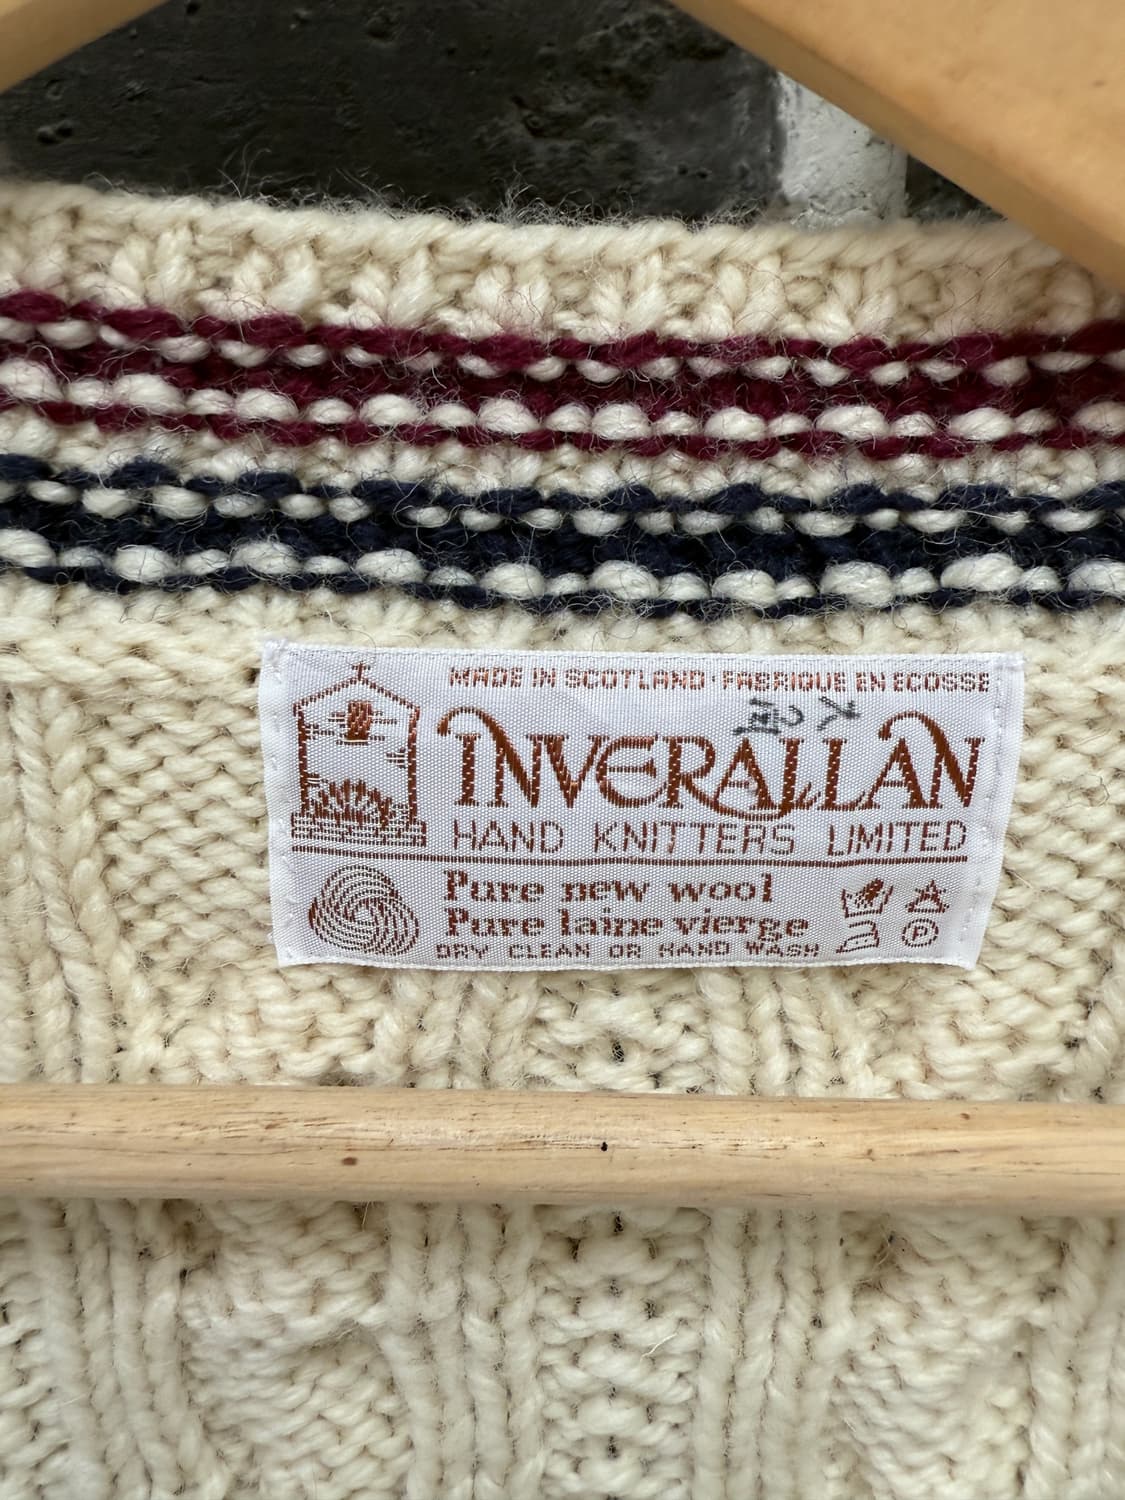 MADE IN SCOTLAND · FABRIQUE EN ECOSSE
INVERALLAN
HAND KNITTERS LIMITED
Pure new wool
Pure laine vierge
DRY CLEAN OR HAND WASH
P